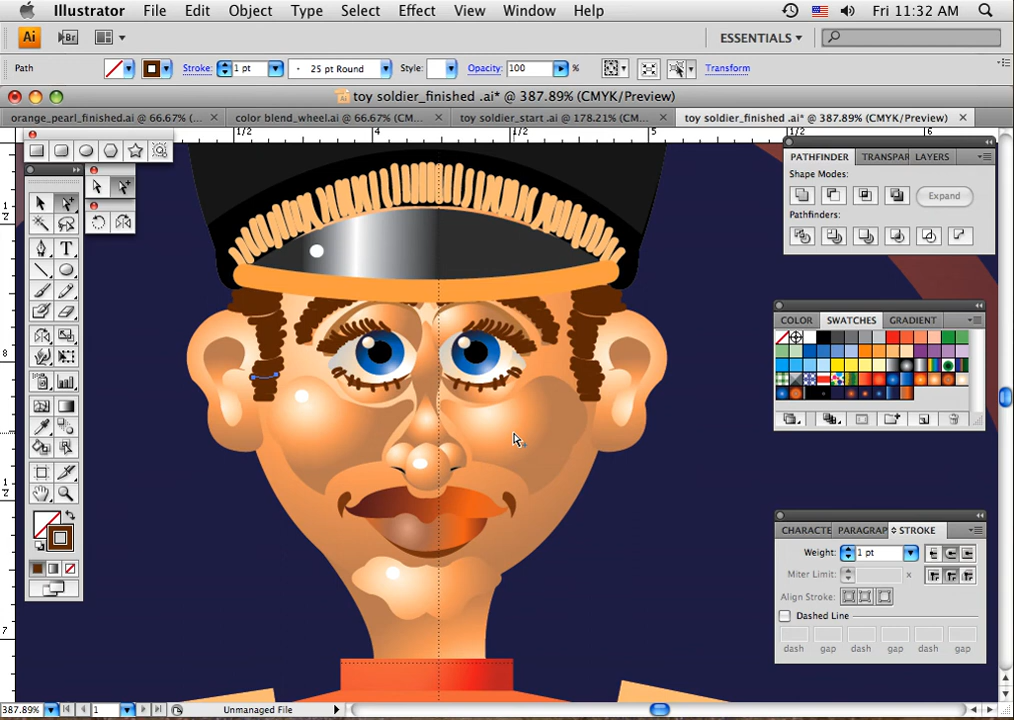 Illustrator File Edit Object Type Select Effect View Window Help Fri 11:32 AM
Ai Br ESSENTIALS
Path Stroke: 1 pt 25 pt Round Style: Opacity: 100 % Transform
toy soldier_finished .ai* @ 387.89% (CMYK/Preview)
orange_pearl_finished.ai @ 66.67% (... color blend_wheel.ai @ 66.67% (CM... toy soldier_start .ai @ 178.21% (CM... toy soldier_finished .ai* @ 387.89% (CMYK/Preview)
1/2 4 1/2 5 1/2 6
PATHFINDER TRANSPAR LAYERS
Shape Modes:
Expand
Pathfinders:
COLOR SWATCHES GRADIENT
CHARACTE PARAGRAP STROKE
Weight: 1 pt
Miter Limit: x
Align Stroke:
Dashed Line
dash gap dash gap dash gap
387.89% 1 Unmanaged File